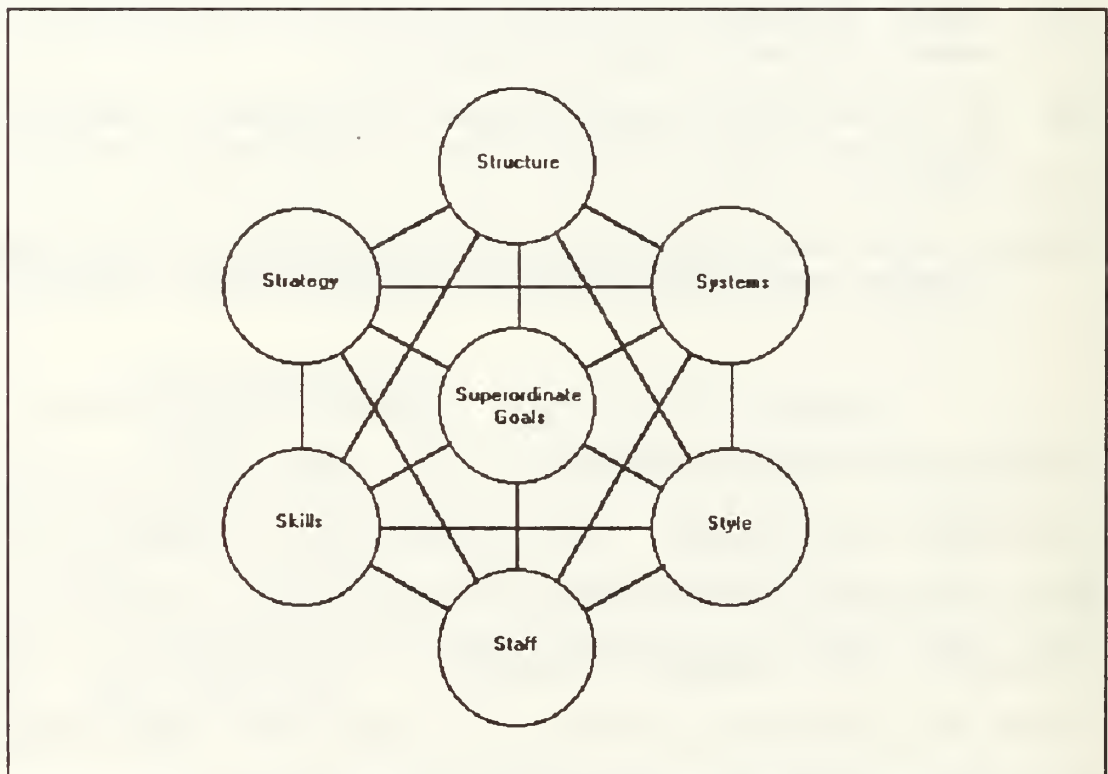 Structure
Strategy
Systems
Superordinate
Goals
Skills
Style
Staff